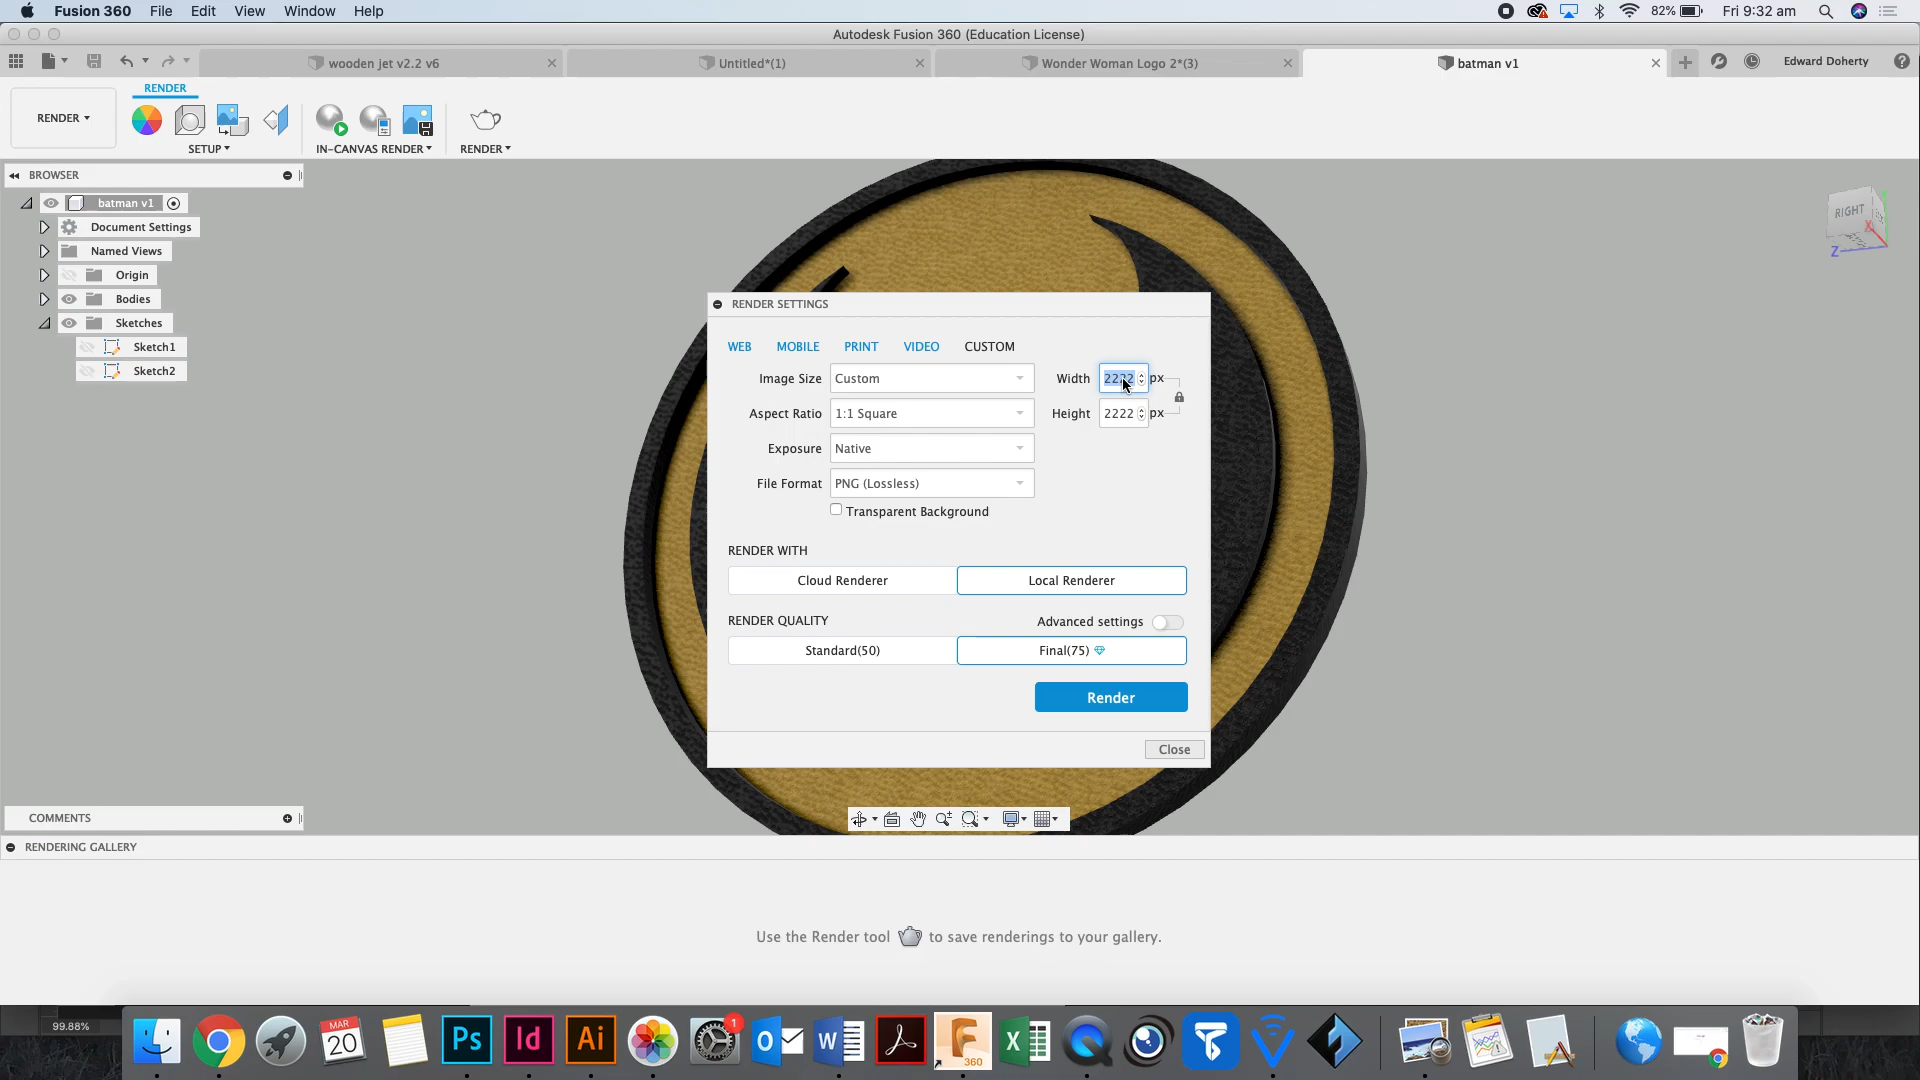 Fusion 360 File Edit View Window Help 82% Fri 9:32 am
Autodesk Fusion 360 (Education License)
wooden jet v2.2 v6 Untitled*(1) Wonder Woman Logo 2*(3) batman v1 Edward Doherty
RENDER
RENDER
SETUP IN-CANVAS RENDER RENDER
BROWSER
batman v1
Document Settings
Named Views
Origin
Bodies
Sketches
Sketch1
Sketch2
RIGHT
Z
X
RENDER SETTINGS
WEB MOBILE PRINT VIDEO CUSTOM
Image Size Custom Width 2222 px
Aspect Ratio 1:1 Square Height 2222 px
Exposure Native
File Format PNG (Lossless)
Transparent Background
RENDER WITH
Cloud Renderer Local Renderer
RENDER QUALITY Advanced settings
Standard(50) Final(75)
Render
Close
COMMENTS
RENDERING GALLERY
Use the Render tool to save renderings to your gallery.
99.88%
MAR
20
Ps Id Ai 1
360